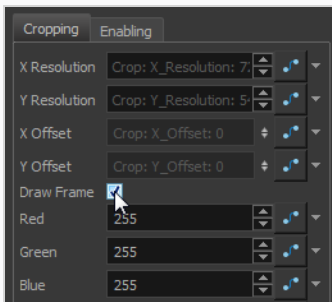 Cropping Enabling
X Resolution Crop: X_Resolution: 7
Y Resolution Crop: Y_Resolution: 5
X Offset Crop: X_Offset: 0
Y Offset Crop: Y_Offset: 0
Draw Frame
Red 255
Green 255
Blue 255